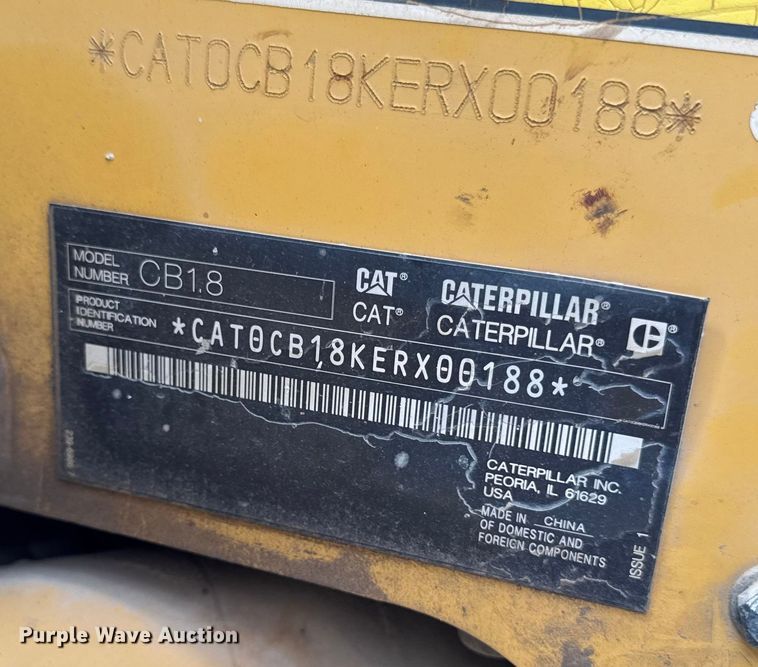 *CAT0CB18KERX00188*
MODEL
NUMBER CB1.8
CAT® CATERPILLAR®
CAT® CATERPILLAR®
PRODUCT
IDENTIFICATION
NUMBER *CAT0CB18KERX00188*
CATERPILLAR INC.
PEORIA, IL 61629
USA
MADE IN CHINA
OF DOMESTIC AND
FOREIGN COMPONENTS
ISSUE 1
Purple Wave Auction